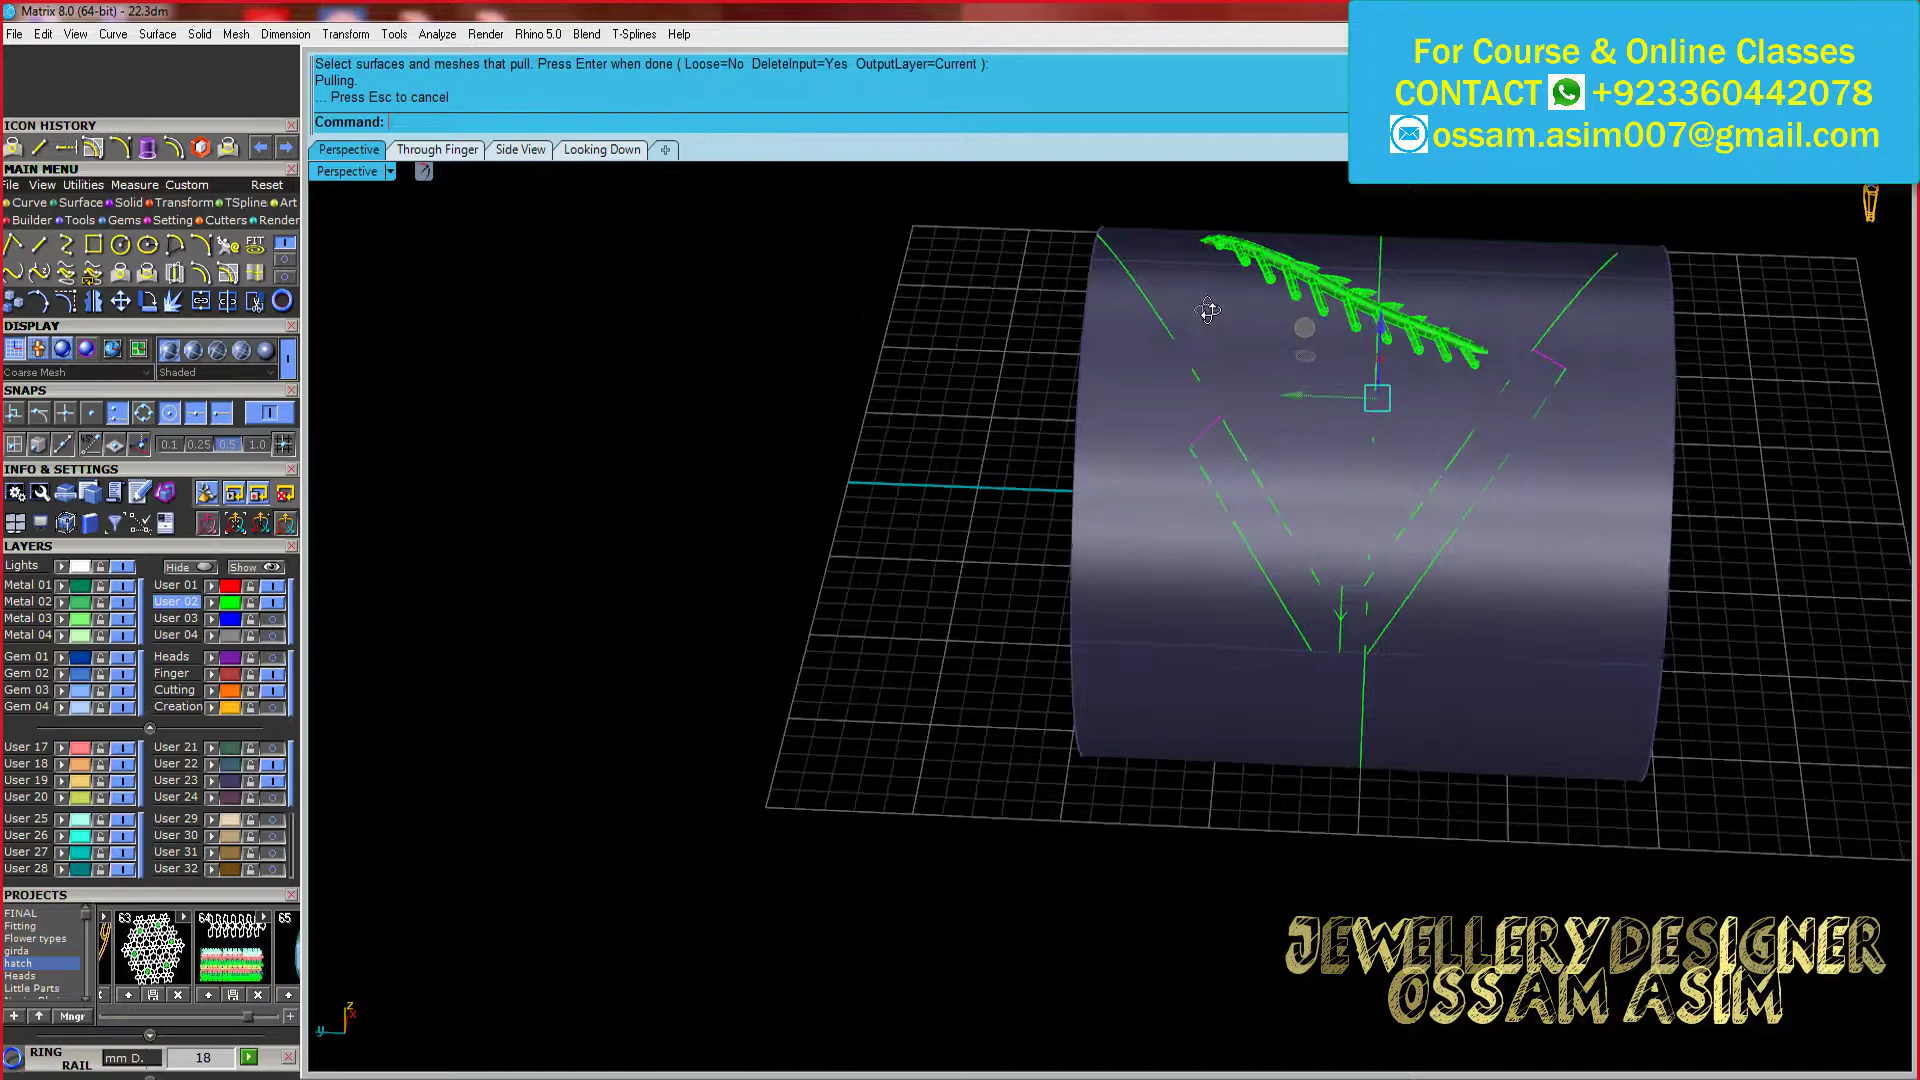 Matrix 8.0 (64-bit) - 22.3dm
File Edit View Curve Surface Solid Mesh Dimension Transform Tools Analyze Render Rhino 5.0 Blend T-Splines Help
Select surfaces and meshes that pull. Press Enter when done ( Loose=No DeleteInput=Yes OutputLayer=Current ):
Pulling.
... Press Esc to cancel
Command:
For Course & Online Classes
CONTACT +923360442078
ossam.asim007@gmail.com
Perspective Through Finger Side View Looking Down
Perspective
ICON HISTORY
MAIN MENU
File View Utilities Measure Custom Reset
Curve Surface Solid Transform TSpline Art
Builder Tools Gems Setting Cutters Render
FIT
DISPLAY
Coarse Mesh Shaded
SNAPS
0.1 0.25 0.5 1.0
INFO & SETTINGS
LAYERS
Lights Hide Show
Metal 01 User 01
Metal 02 User 02
Metal 03 User 03
Metal 04 User 04
Gem 01 Heads
Gem 02 Finger
Gem 03 Cutting
Gem 04 Creation
User 17 User 21
User 18 User 22
User 19 User 23
User 20 User 24
User 25 User 29
User 26 User 30
User 27 User 31
User 28 User 32
PROJECTS
FINAL
Fitting
Flower types
girda
hatch
Heads
Little Parts
63 64 65
Mngr
RING RAIL mm D. 18
z
x
y
JEWELLERYDESIGNER
OSSAM ASIM